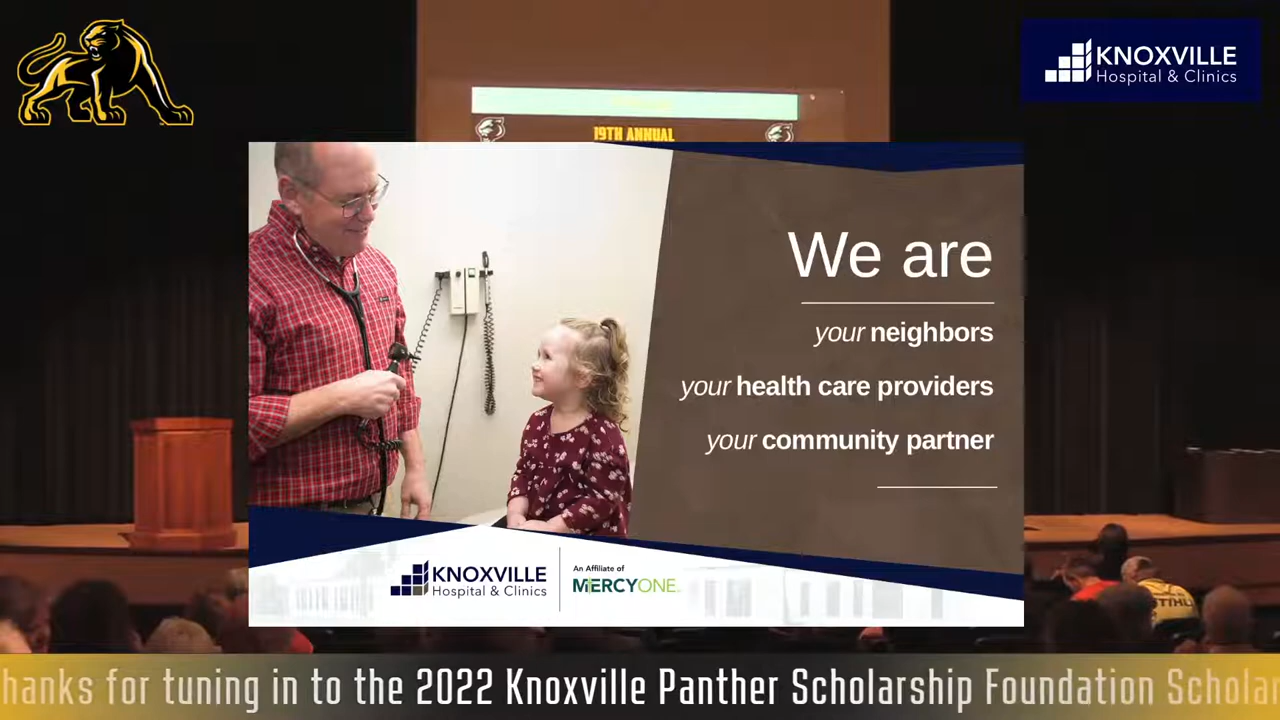 KNOXVILLE
Hospital & Clinics
19TH ANNUAL
We are
your neighbors
your health care providers
your community partner
KNOXVILLE
Hospital & Clinics
An Affiliate of
MERCYONE
STIHL
hanks for tuning in to the 2022 Knoxville Panther Scholarship Foundation Scholar